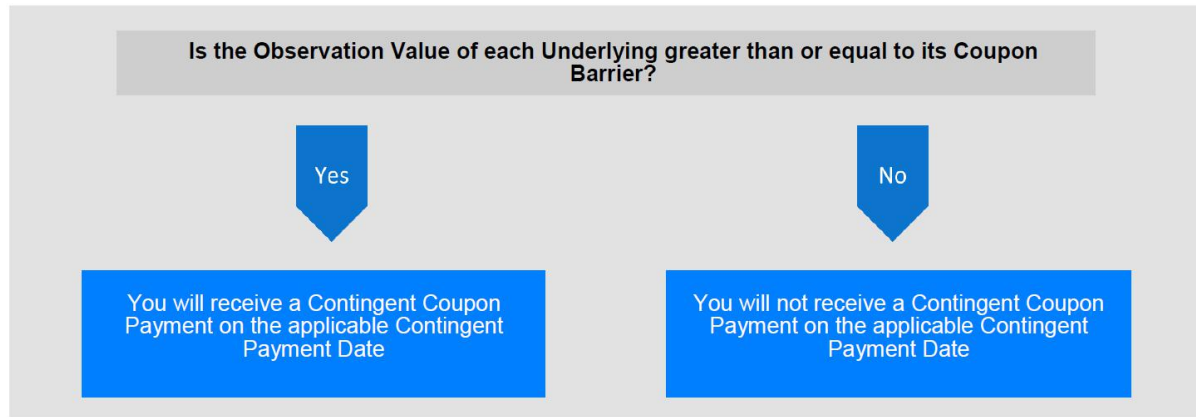 Is the Observation Value of each Underlying greater than or equal to its Coupon
Barrier?
Yes
No
You will receive a Contingent Coupon
Payment on the applicable Contingent
Payment Date
You will not receive a Contingent Coupon
Payment on the applicable Contingent
Payment Date